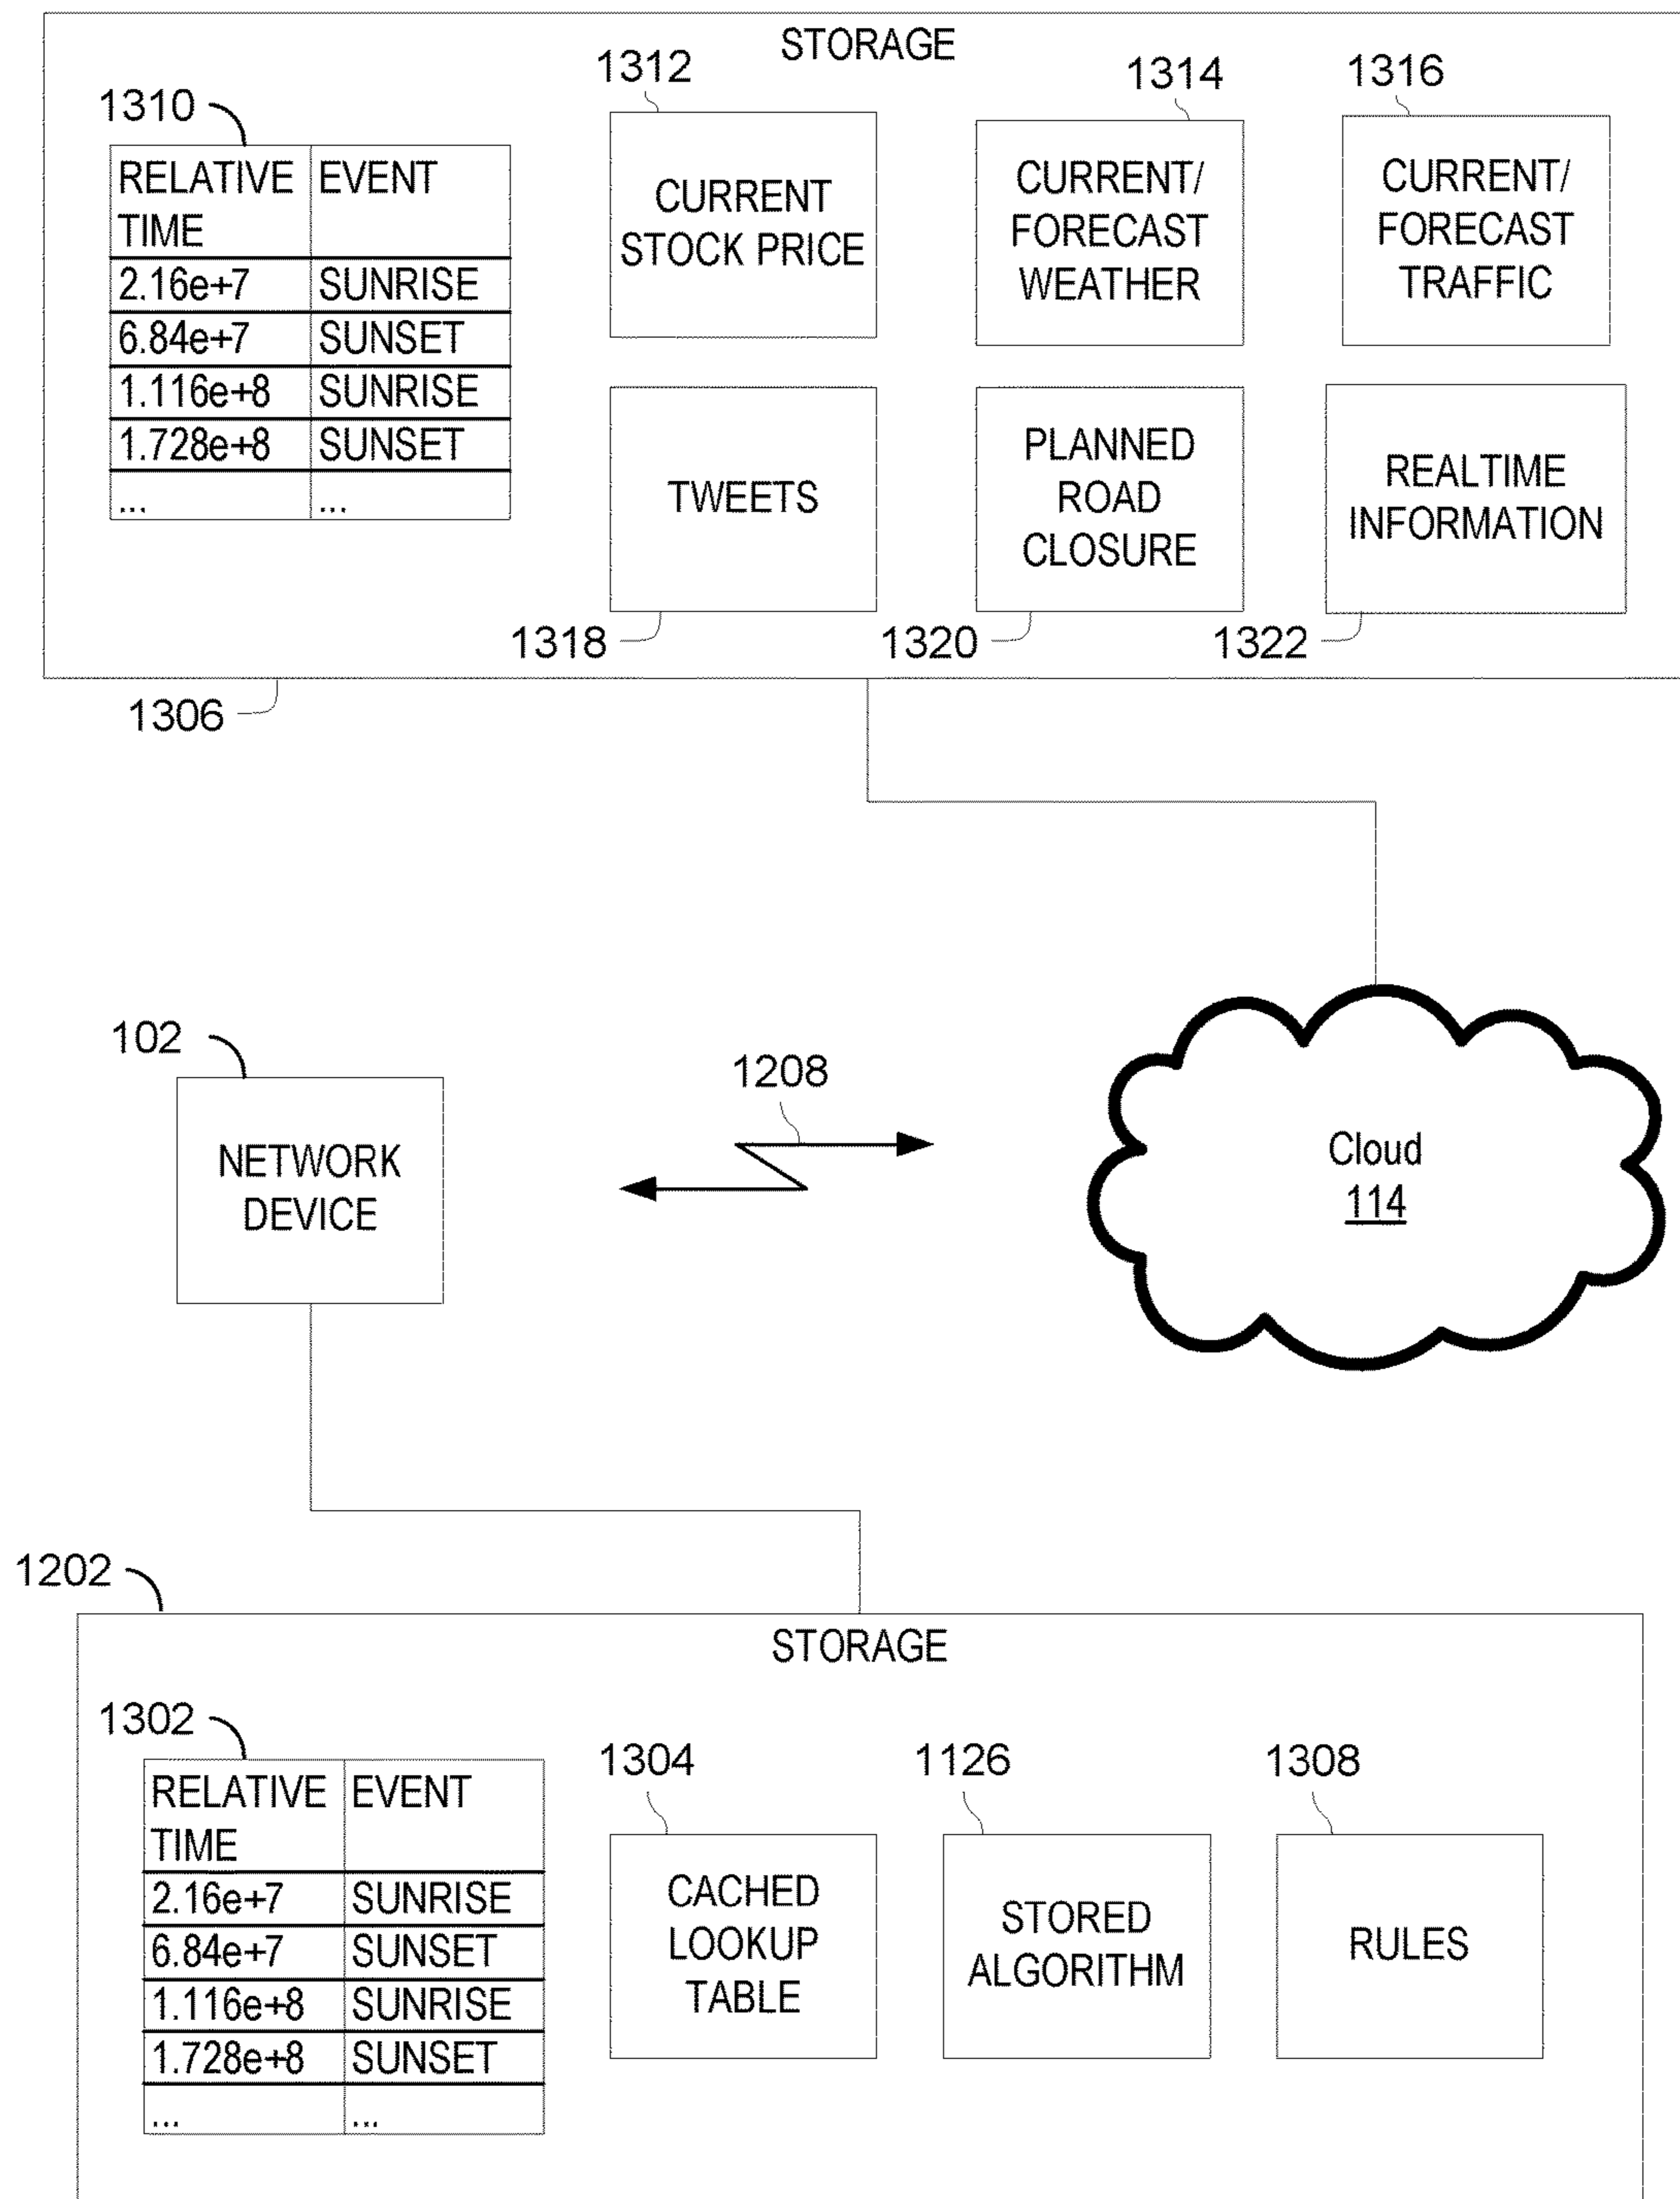 STORAGE
1310
1312
1314
1316
RELATIVE TIME EVENT
2.16e+7 SUNRISE
6.84e+7 SUNSET
1.116e+8 SUNRISE
1.728e+8 SUNSET
... ...
CURRENT
STOCK PRICE
CURRENT/
FORECAST
WEATHER
CURRENT/
FORECAST
TRAFFIC
TWEETS
PLANNED
ROAD
CLOSURE
REALTIME
INFORMATION
1318
1320
1322
1306
102
NETWORK
DEVICE
1208
Cloud
114
1202
STORAGE
1302
1304
1126
1308
RELATIVE TIME EVENT
2.16e+7 SUNRISE
6.84e+7 SUNSET
1.116e+8 SUNRISE
1.728e+8 SUNSET
... ...
CACHED
LOOKUP
TABLE
STORED
ALGORITHM
RULES